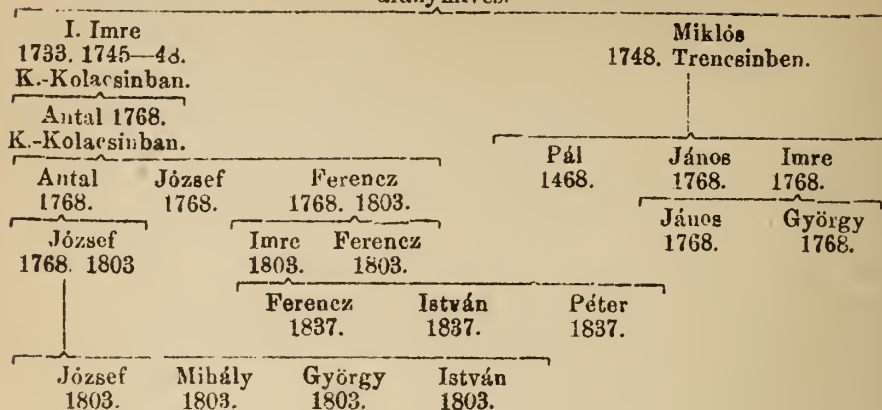 aranyműves.
I. Imre Miklós
1733. 1745—48. 1748. Trencsinben.
K.-Kolacsinban.
Antal 1768.
K.-Kolacsinban.
Pál János Imre
1468. 1768. 1768.
Antal József Ferencz
1768. 1768. 1768. 1803.
János György
1768. 1768.
József Imre Ferencz
1768. 1803 1803. 1803.
Ferencz István Péter
1837. 1837. 1837.
József Mihály György István
1803. 1803. 1803. 1803.